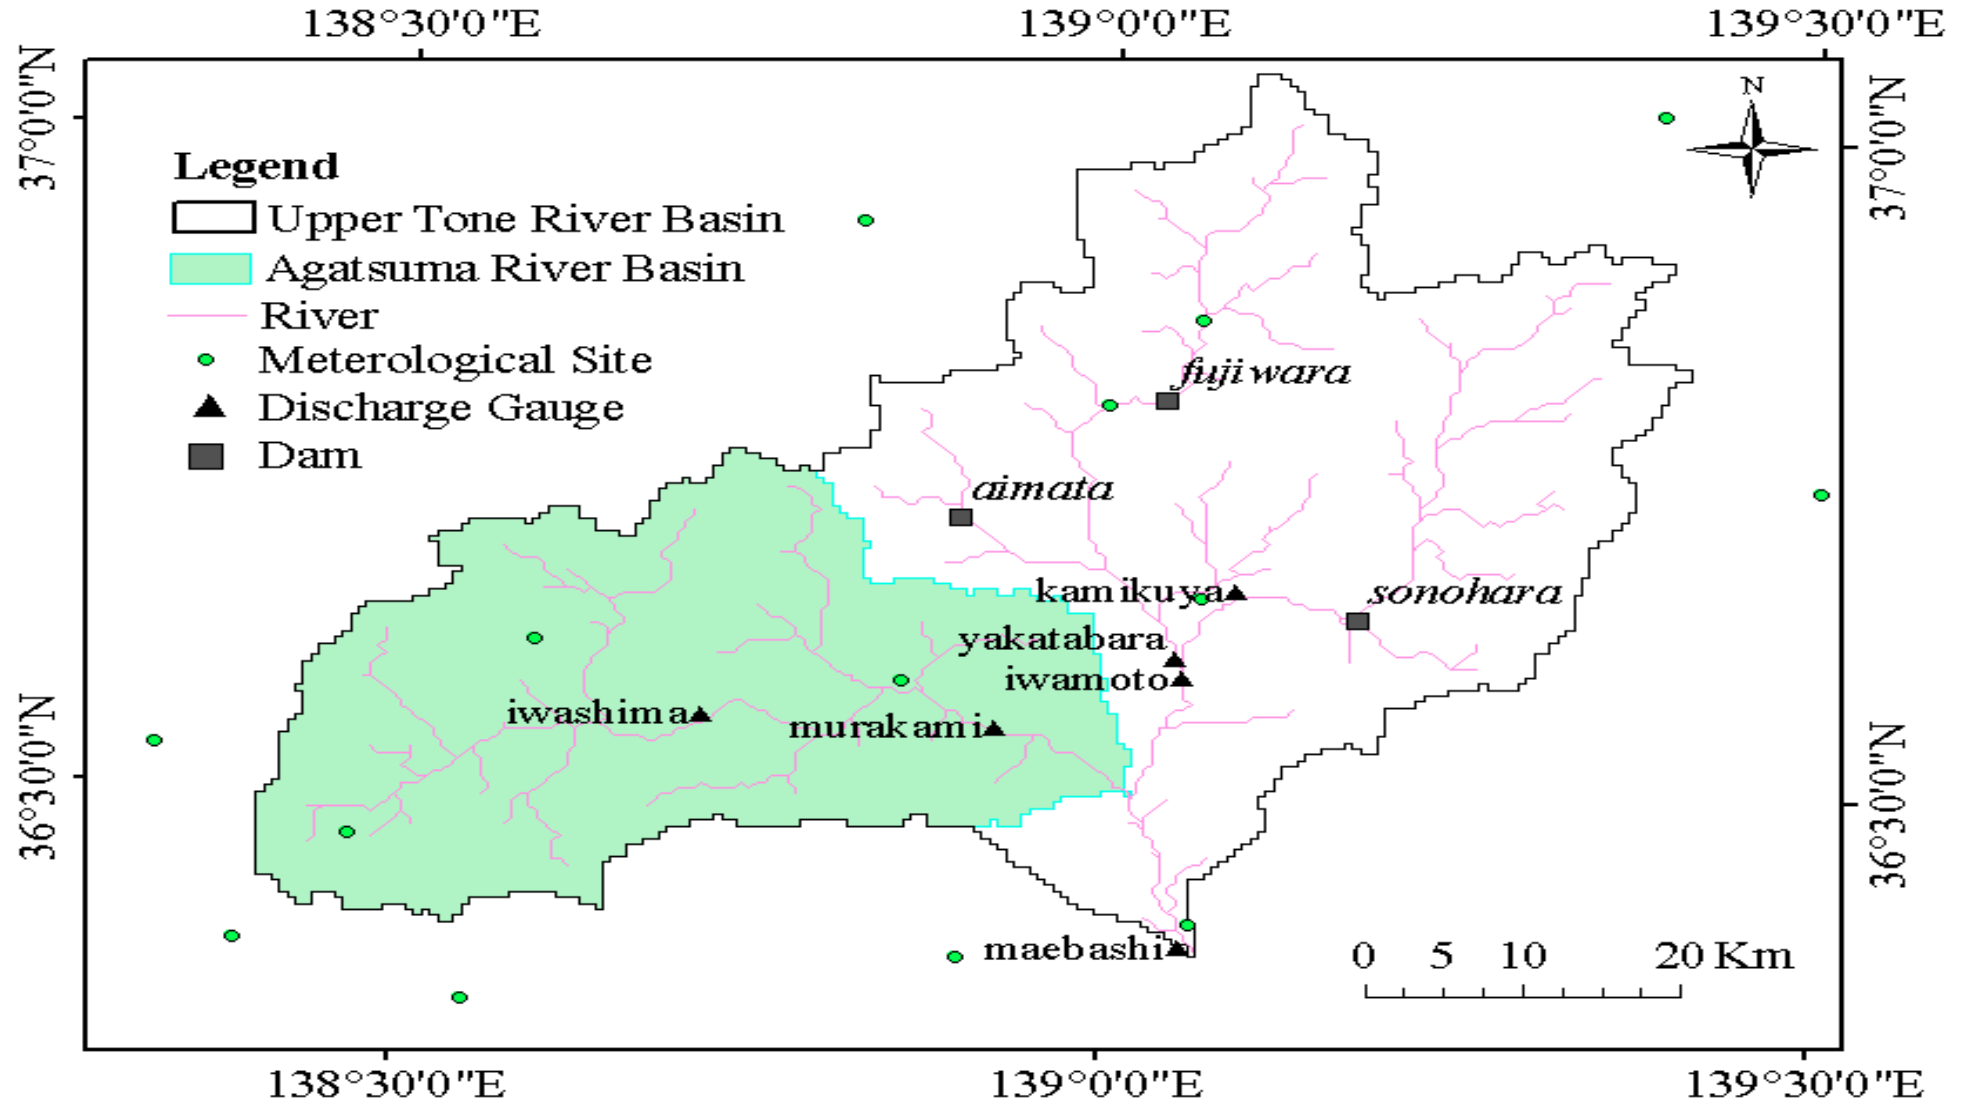 138°30'0"E 139°0'0"E 139°30'0"E
37°0'0"N
37°0'0"N
N
Legend
Upper Tone River Basin
Agatsuma River Basin
River
Meterological Site
Discharge Gauge
Dam
fujiwara
aimata
kamikuya
sonohara
yakatabara
iwamoto
iwashima
murakami
36°30'0"N
36°30'0"N
maebashi
0 5 10 20 Km
138°30'0"E 139°0'0"E 139°30'0"E